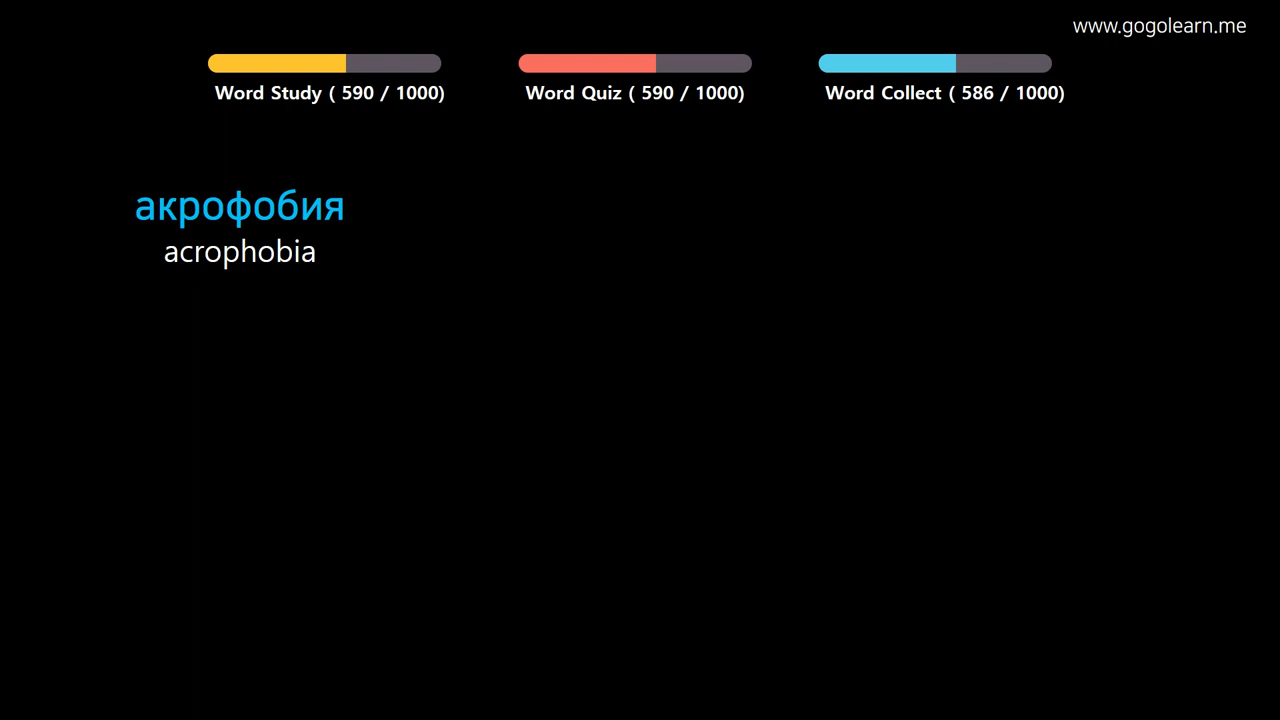 www.gogolearn.me
Word Study ( 590 / 1000)
Word Quiz ( 590 / 1000)
Word Collect ( 586 / 1000)
акрофобия
acrophobia